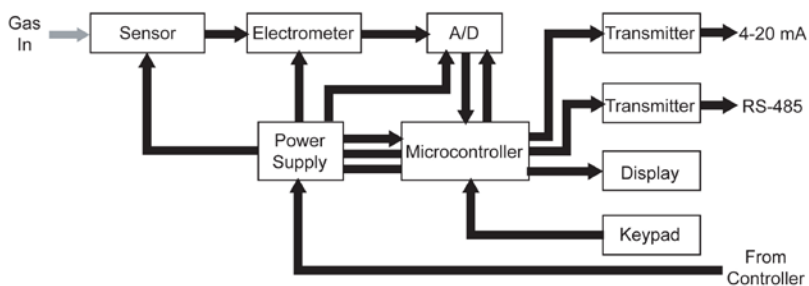 Gas
In
Sensor
Electrometer
A/D
Transmitter
4-20 mA
Transmitter
RS-485
Power
Supply
Microcontroller
Display
Keypad
From
Controller